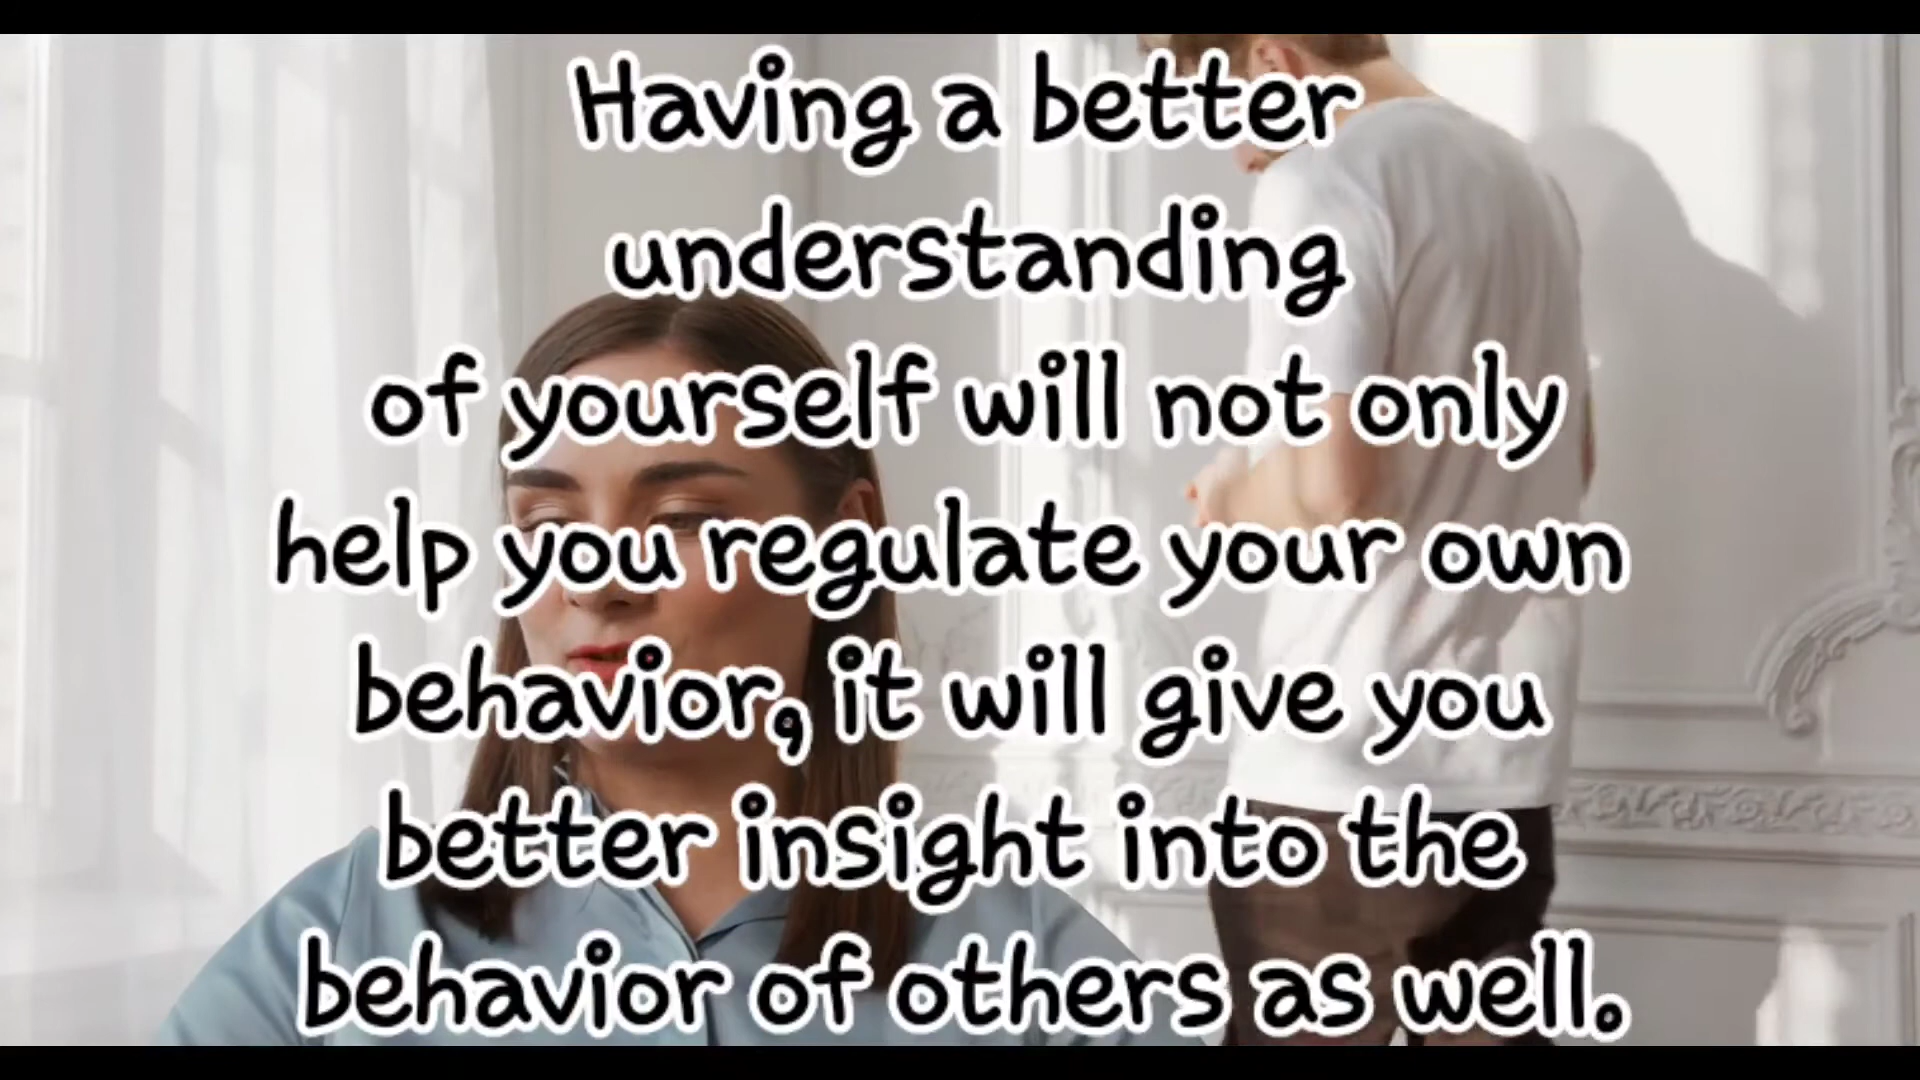 Having a better
understanding
of yourself will not only
help you regulate your own
behavior, it will give you
better insight into the
behavior of others as well.